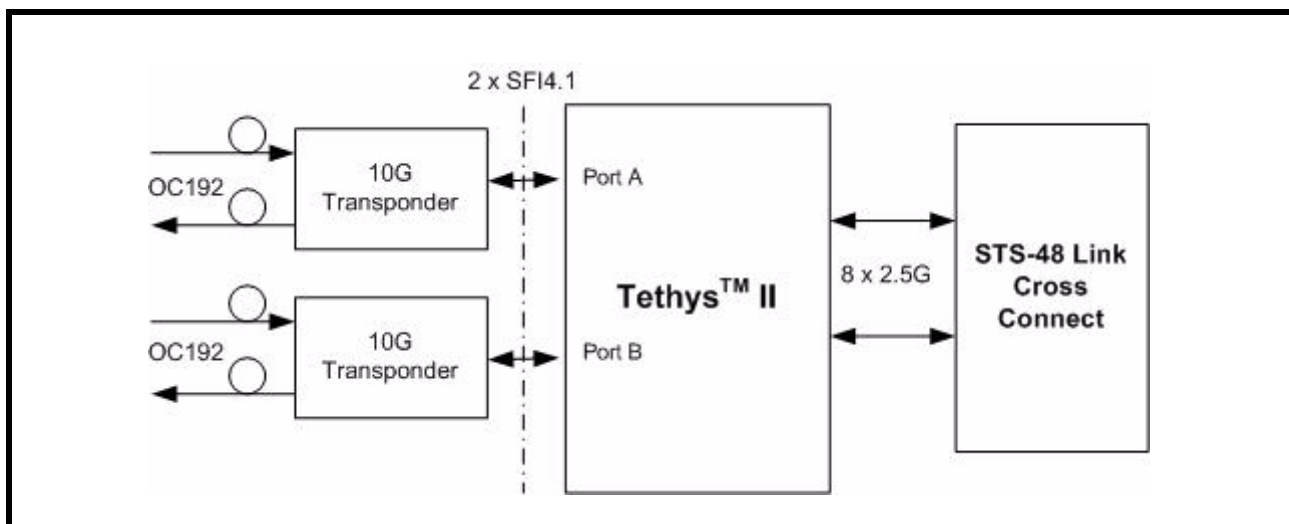 2 x SFI4.1
OC192
10G
Transponder
Port A
OC192
10G
Transponder
Port B
Tethys™ II
8 x 2.5G
STS-48 Link
Cross
Connect